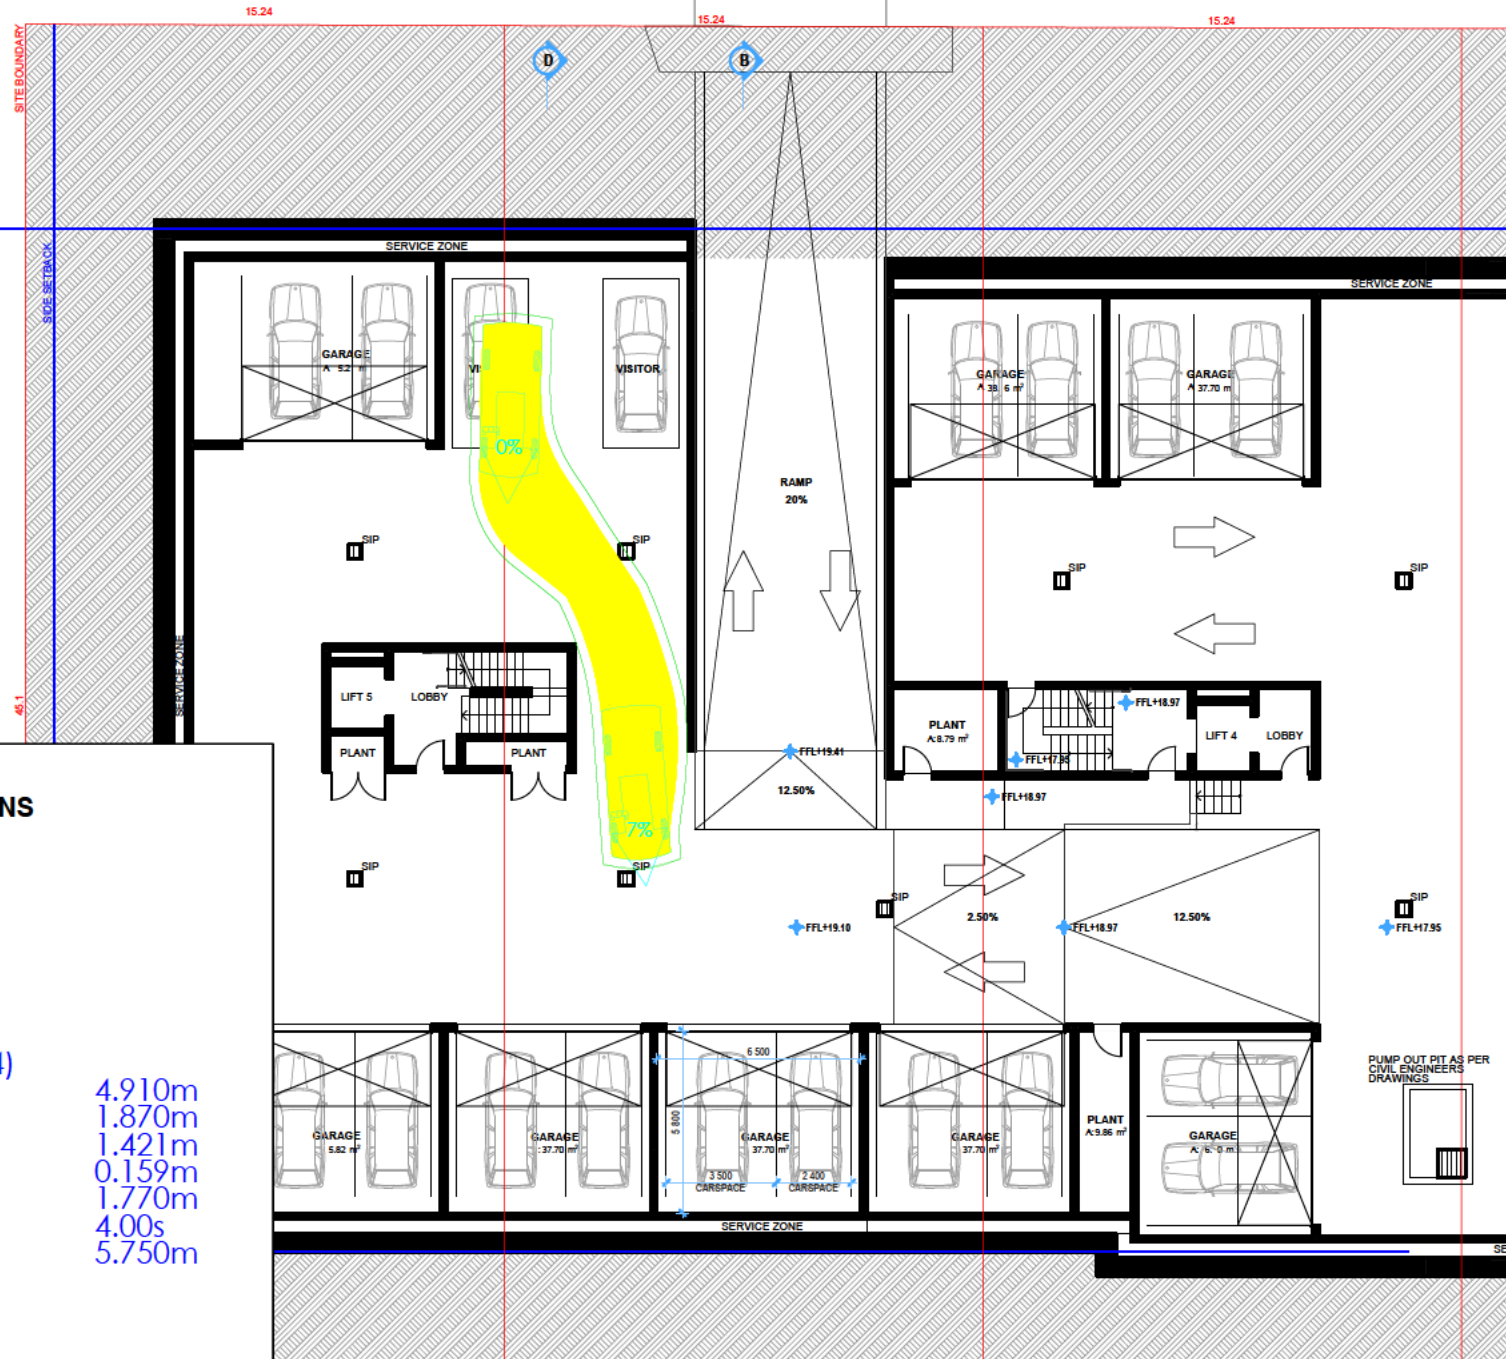 15.24
15.24
15.24
SITE BOUNDARY
D
B
SERVICE ZONE
SIDE SETBACK
SERVICE ZONE
GARAGE
VISITOR
GARAGE
GARAGE
A: 37.70 m²
0%
RAMP
20%
SIP
SIP
SIP
SIP
SERVICE ZONE
45.1
LIFT 5
LOBBY
PLANT
PLANT
PLANT
A:8.79 m²
FFL+18.97
LIFT 4
LOBBY
FFL+19.41
12.50%
FFL+18.97
7%
NS
SIP
SIP
SIP
SIP
2.50%
12.50%
FFL+19.10
FFL+18.97
FFL+17.95
4)
4.910m
1.870m
1.421m
0.159m
1.770m
4.00s
5.750m
6 500
5 800
GARAGE
5.82 m²
GARAGE
:37.70 m²
GARAGE
37.70 m²
GARAGE
37.70 m²
3 500
CARSPACE
2 400
CARSPACE
PLANT
A:9.86 m²
GARAGE
PUMP OUT PIT AS PER
CIVIL ENGINEERS
DRAWINGS
SERVICE ZONE
SE